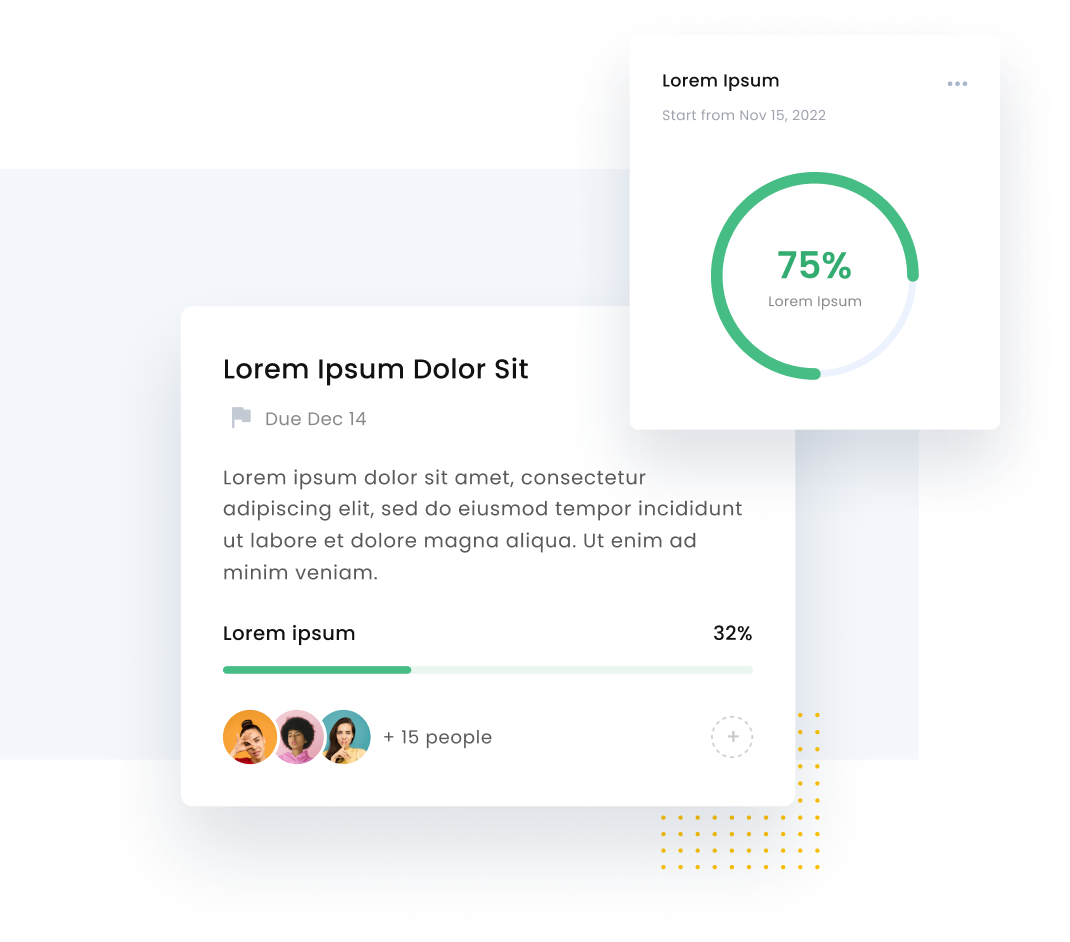 Lorem Ipsum
Start from Nov 15, 2022
75%
Lorem Ipsum
Lorem Ipsum Dolor Sit
Due Dec 14
Lorem ipsum dolor sit amet, consectetur
adipiscing elit, sed do eiusmod tempor incididunt
ut labore et dolore magna aliqua. Ut enim ad
minim veniam.
Lorem ipsum 32%
+ 15 people